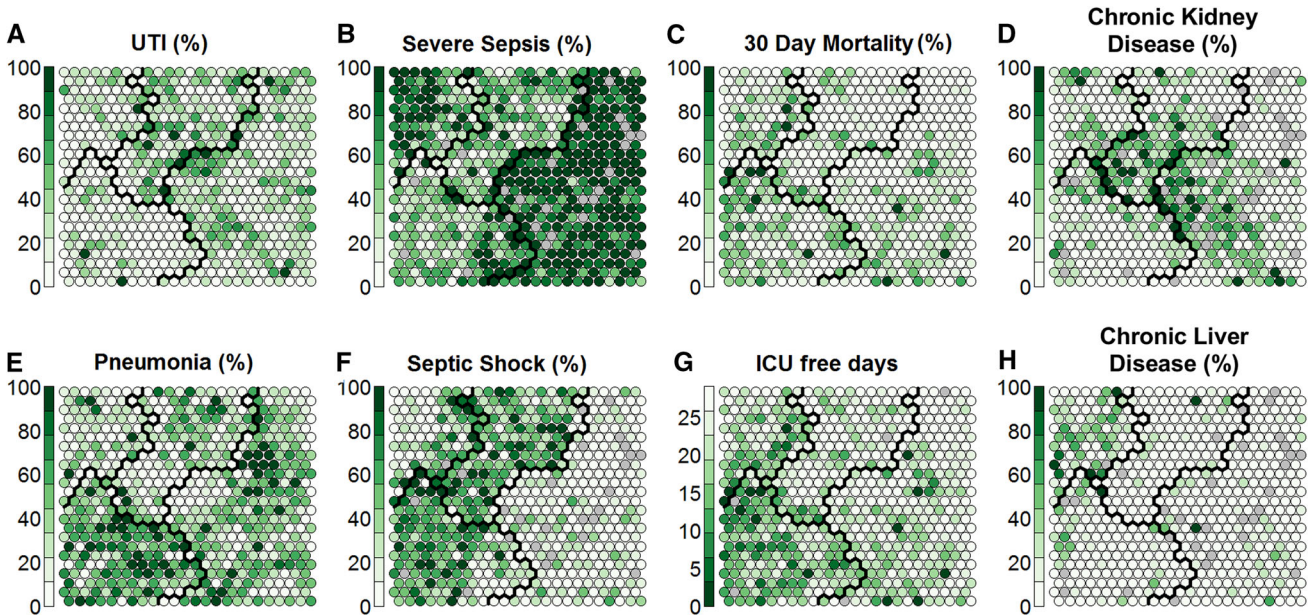 A
UTI (%)
100
80
60
40
20
0
B
Severe Sepsis (%)
100
80
60
40
20
0
C
30 Day Mortality (%)
100
80
60
40
20
0
D
Chronic Kidney
Disease (%)
100
80
60
40
20
0
E
Pneumonia (%)
100
80
60
40
20
0
F
Septic Shock (%)
100
80
60
40
20
0
G
ICU free days
25
20
15
10
5
0
H
Chronic Liver
Disease (%)
100
80
60
40
20
0